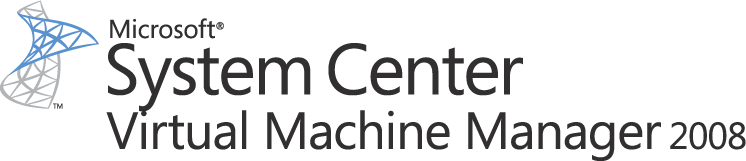 Microsoft®
System Center
™
Virtual Machine Manager 2008